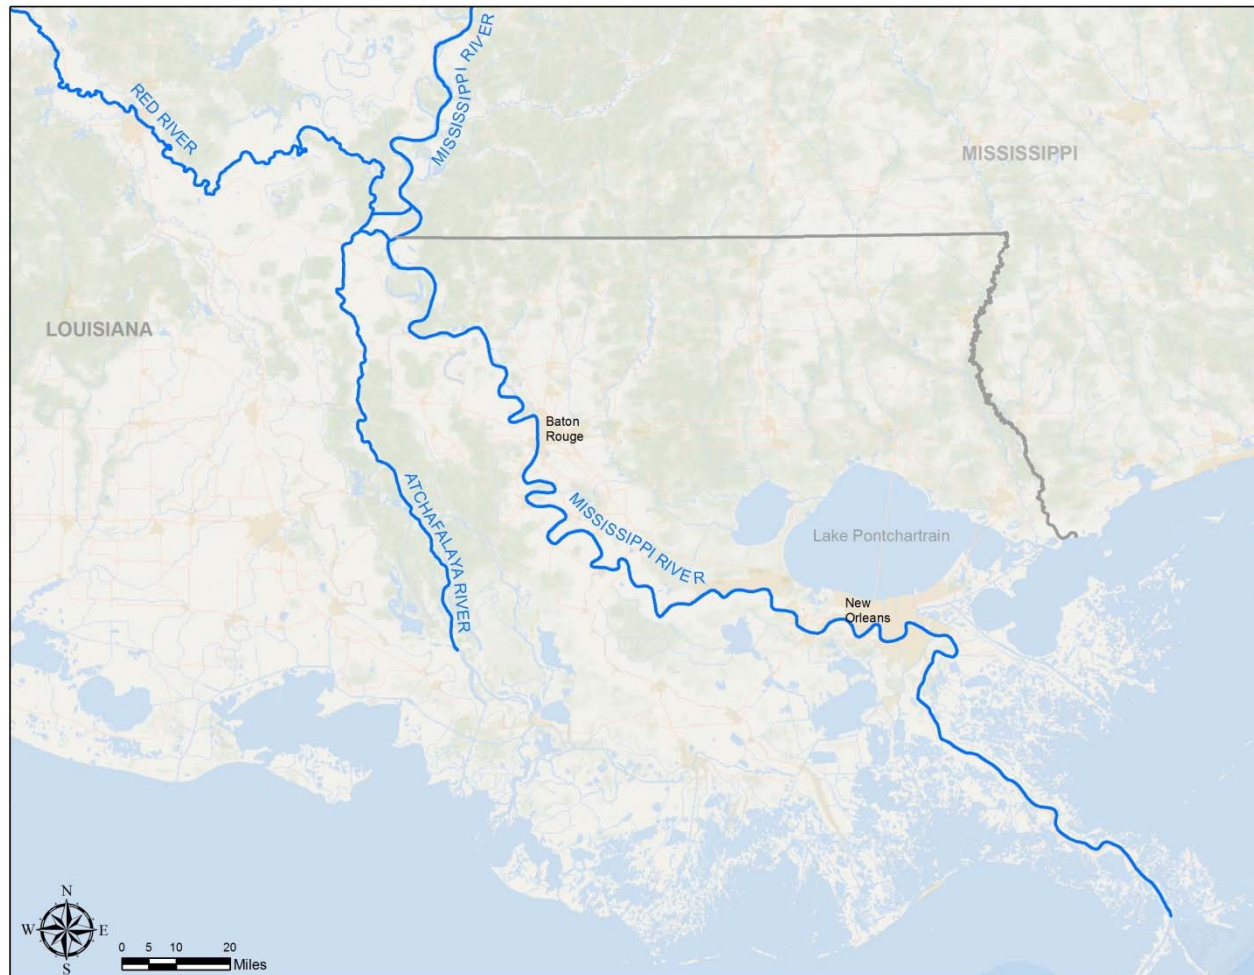 MISSISSIPPI RIVER
RED RIVER
MISSISSIPPI
LOUISIANA
Baton
Rouge
ATCHAFALAYA RIVER
MISSISSIPPI RIVER
Lake Pontchartrain
New
Orleans
N
W E
S
0 5 10 20
Miles